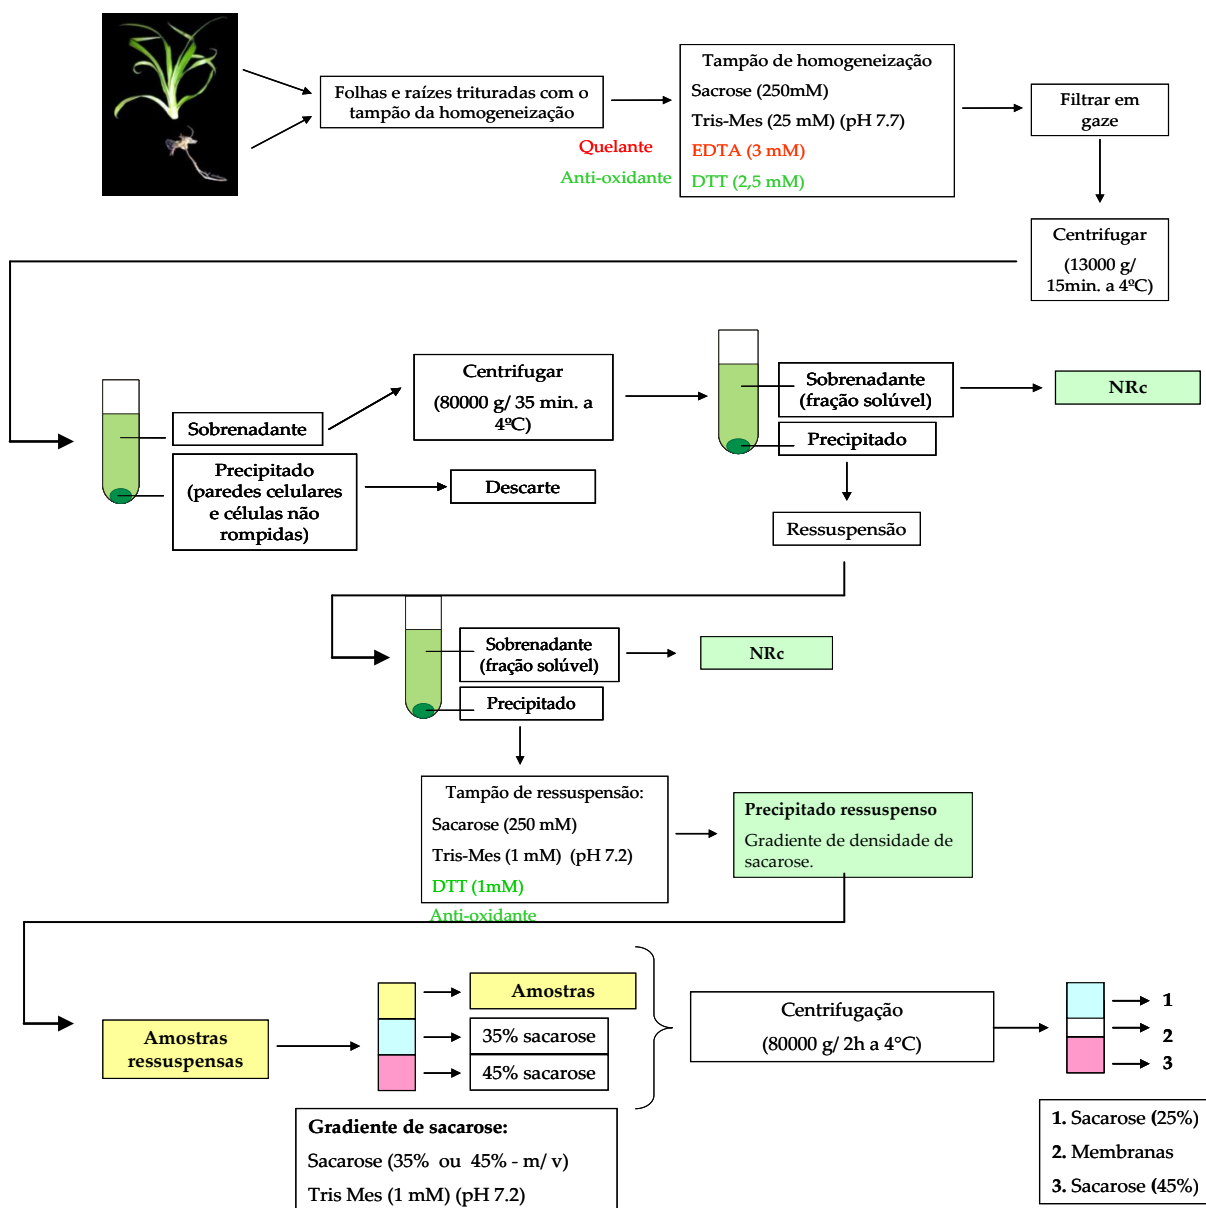 Folhas e raízes trituradas com o
tampão da homogeneização
Quelante
Anti-oxidante
Tampão de homogeneização
Sacrose (250mM)
Tris-Mes (25 mM) (pH 7.7)
EDTA (3 mM)
DTT (2,5 mM)
Filtrar em
gaze
Centrifugar
(13000 g/
15min. a 4ºC)
Sobrenadante
Precipitado
(paredes celulares
e células não
rompidas)
Descarte
Centrifugar
(80000 g/ 35 min. a
4ºC)
Sobrenadante
(fração solúvel)
Precipitado
NRc
Ressuspensão
Sobrenadante
(fração solúvel)
Precipitado
NRc
Tampão de ressuspensão:
Sacarose (250 mM)
Tris-Mes (1 mM) (pH 7.2)
DTT (1mM)
Anti-oxidante
Precipitado ressuspenso
Gradiente de densidade de
sacarose.
Amostras
ressuspensas
Amostras
35% sacarose
45% sacarose
Gradiente de sacarose:
Sacarose (35% ou 45% - m/ v)
Tris Mes (1 mM) (pH 7.2)
Centrifugação
(80000 g/ 2h a 4°C)
1
2
3
1. Sacarose (25%)
2. Membranas
3. Sacarose (45%)